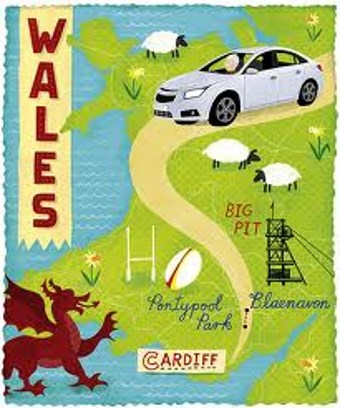 WALES
BIG
PIT
Pontypool
Park
Blaenavon
CARDIFF